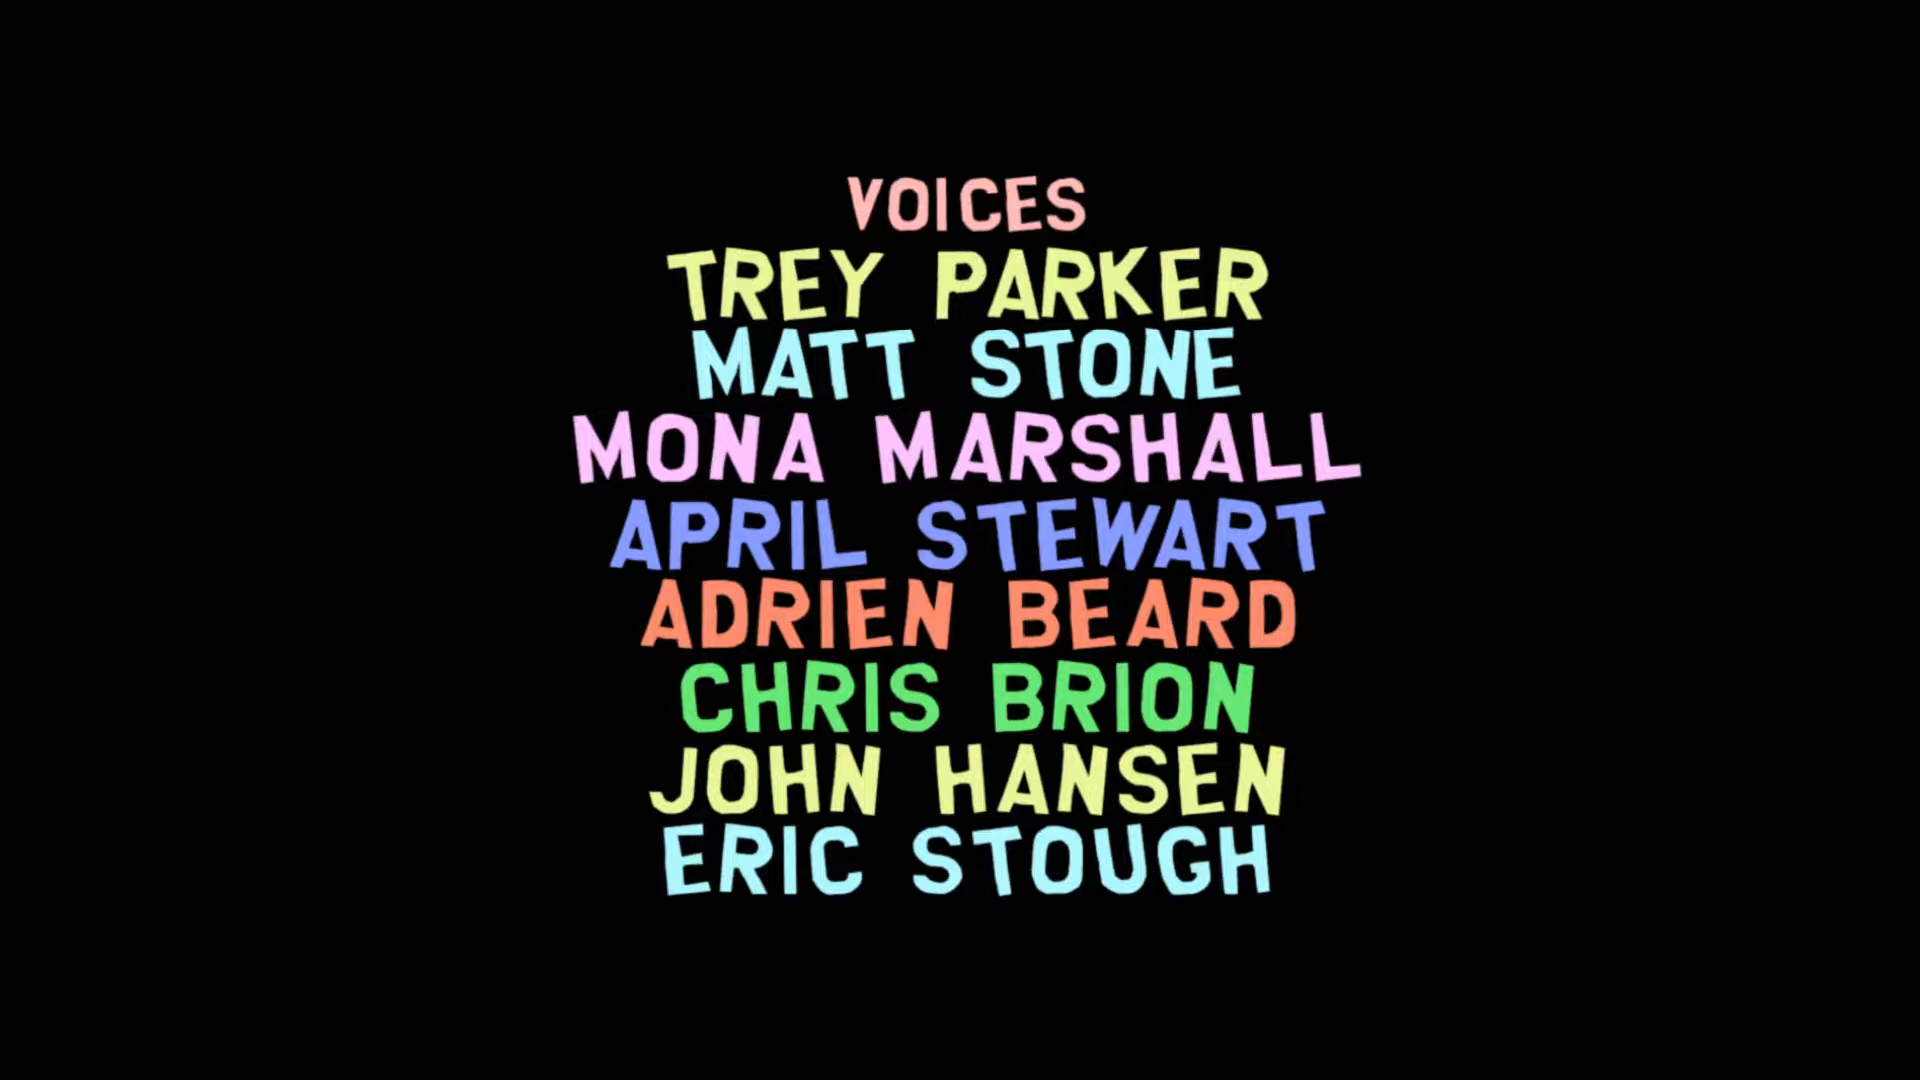 VOICES
TREY PARKER
MATT STONE
MONA MARSHALL
APRIL STEWART
ADRIEN BEARD
CHRIS BRION
JOHN HANSEN
ERIC STOUGH